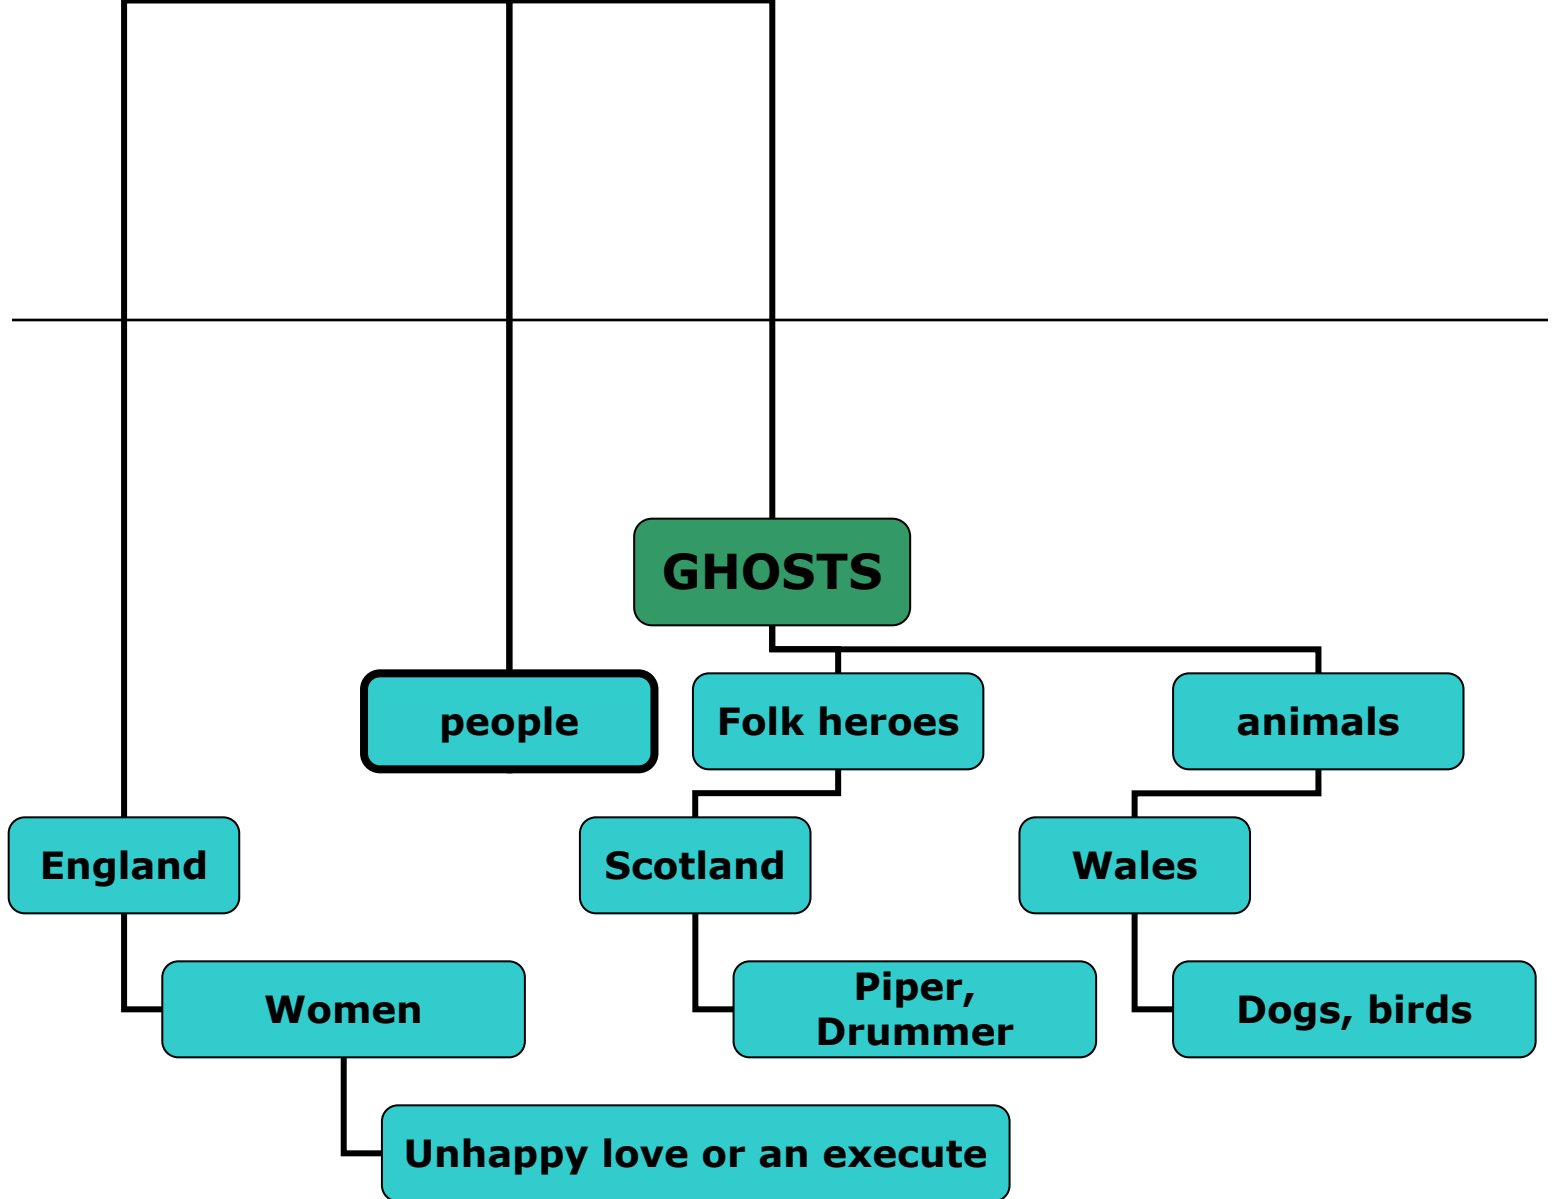 GHOSTS
people
Folk heroes
animals
England
Scotland
Wales
Women
Piper,
Drummer
Dogs, birds
Unhappy love or an execute